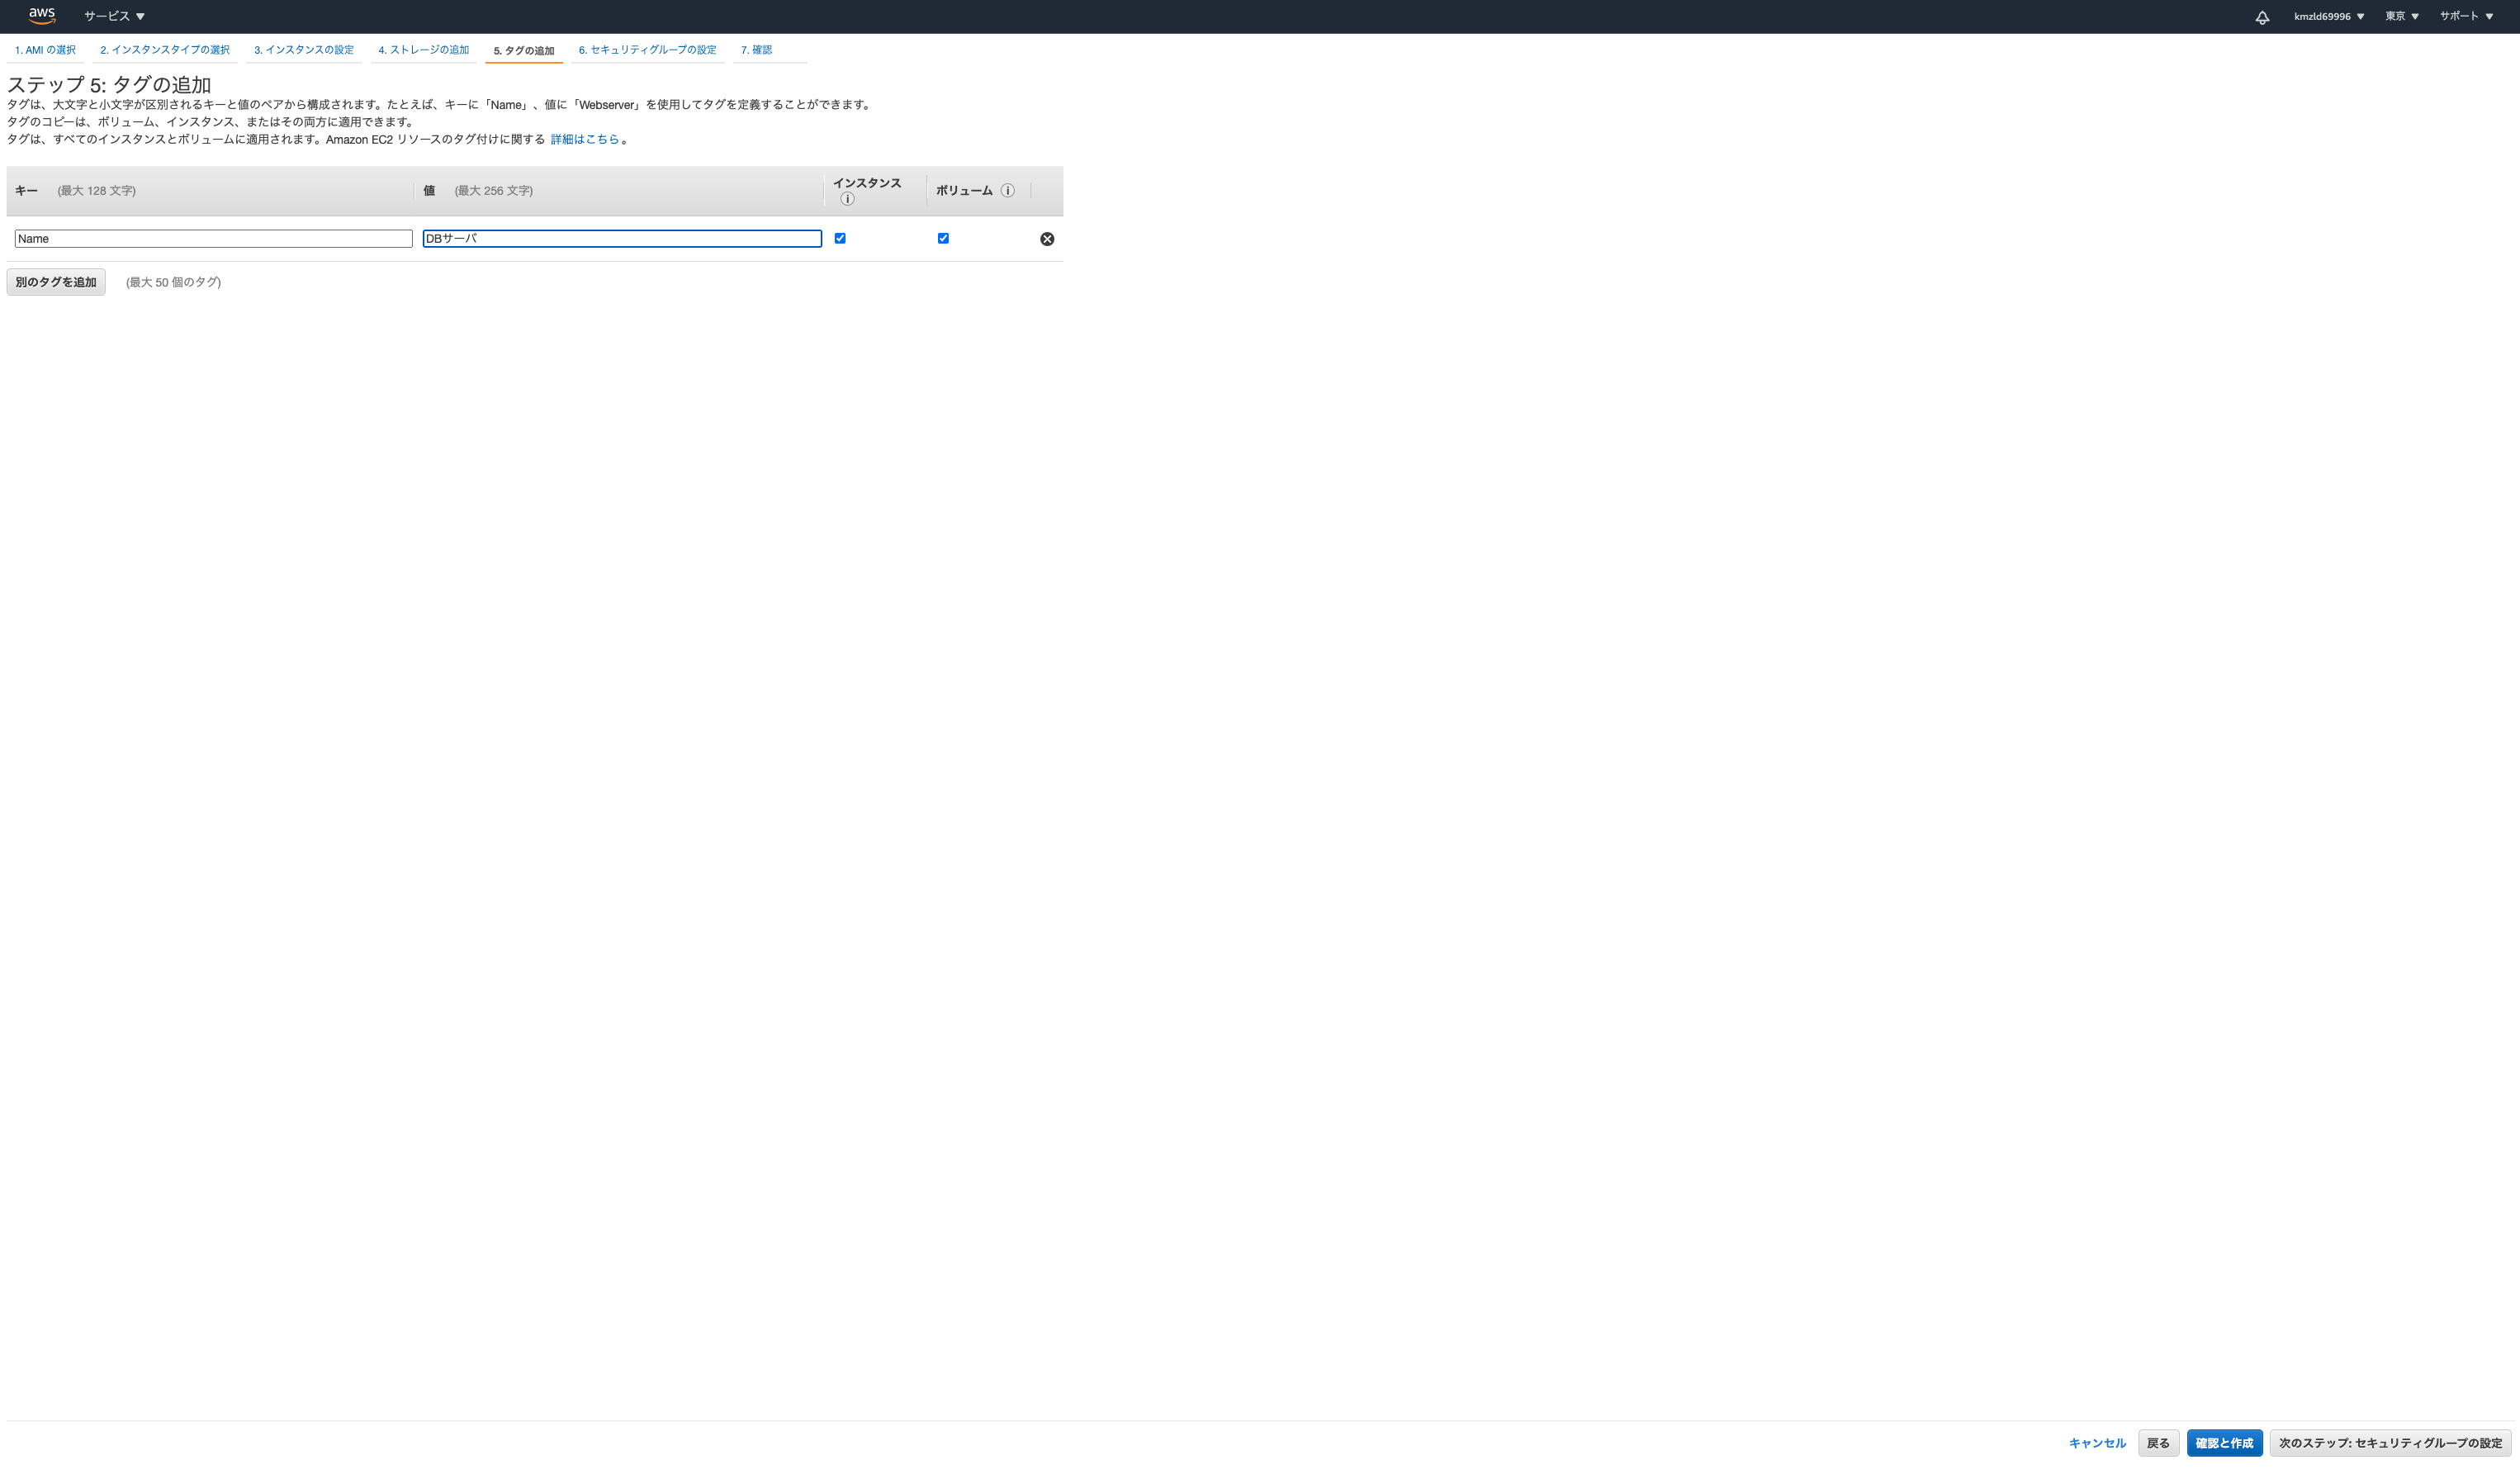 aws サービス kmzld69996 東京 サポート
1. AMI の選択 2. インスタンスタイプの選択 3. インスタンスの設定 4. ストレージの追加 5. タグの追加 6. セキュリティグループの設定 7. 確認
ステップ 5: タグの追加
タグは、大文字と小文字が区別されるキーと値のペアから構成されます。たとえば、キーに「Name」、値に「Webserver」を使用してタグを定義することができます。
タグのコピーは、ボリューム、インスタンス、またはその両方に適用できます。
タグは、すべてのインスタンスとボリュームに適用されます。Amazon EC2 リソースのタグ付けに関する 詳細はこちら 。
キー (最大 128 文字) 値 (最大 256 文字) インスタンス ボリューム
Name DBサーバ
別のタグを追加 (最大 50 個のタグ)
キャンセル 戻る 確認と作成 次のステップ: セキュリティグループの設定